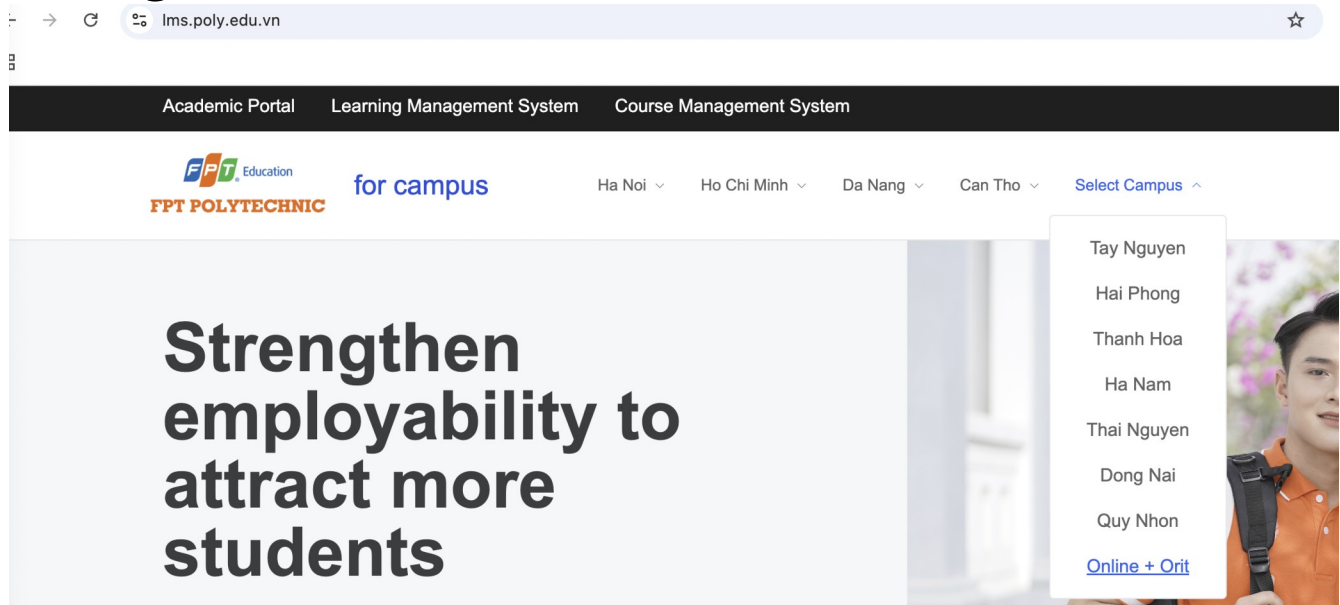 lms.poly.edu.vn
Academic Portal Learning Management System Course Management System
FPT Education
FPT POLYTECHNIC
for campus
Ha Noi Ho Chi Minh Da Nang Can Tho Select Campus
Tay Nguyen
Hai Phong
Thanh Hoa
Ha Nam
Thai Nguyen
Dong Nai
Quy Nhon
Online + Orit
Strengthen
employability to
attract more
students